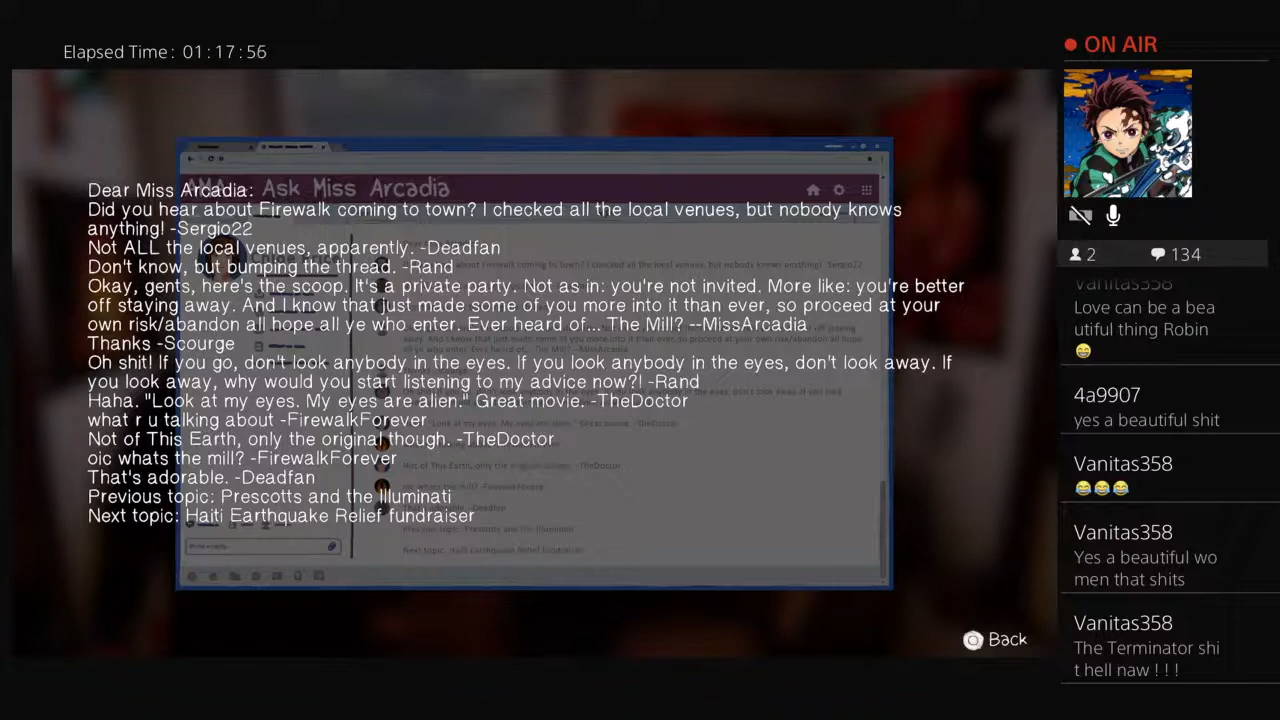 Elapsed Time: 01:17:56
ON AIR
Ask Miss Arcadia
Dear Miss Arcadia:
Did you hear about Firewalk coming to town? I checked all the local venues, but nobody knows
anything! -Sergio22
Not ALL the local venues, apparently. -Deadfan
Don't know, but bumping the thread. -Rand
Okay, gents, here's the scoop. It's a private party. Not as in: you're not invited. More like: you're better
off staying away. And I know that just made some of you more into it than ever, so proceed at your
own risk/abandon all hope all ye who enter. Ever heard of... The Mill? --MissArcadia
Thanks -Scourge
Oh shit! If you go, don't look anybody in the eyes. If you look anybody in the eyes, don't look away. If
you look away, why would you start listening to my advice now?! -Rand
Haha. "Look at my eyes. My eyes are alien." Great movie. -TheDoctor
what r u talking about -FirewalkForever
Not of This Earth, only the original though. -TheDoctor
oic whats the mill? -FirewalkForever
That's adorable. -Deadfan
Previous topic: Prescotts and the Illuminati
Next topic: Haiti Earthquake Relief fundraiser
Back
2
134
Vanitas358
Love can be a bea
utiful thing Robin
4a9907
yes a beautiful shit
Vanitas358
Vanitas358
Yes a beautiful wo
men that shits
Vanitas358
The Terminator shi
t hell naw ! ! !